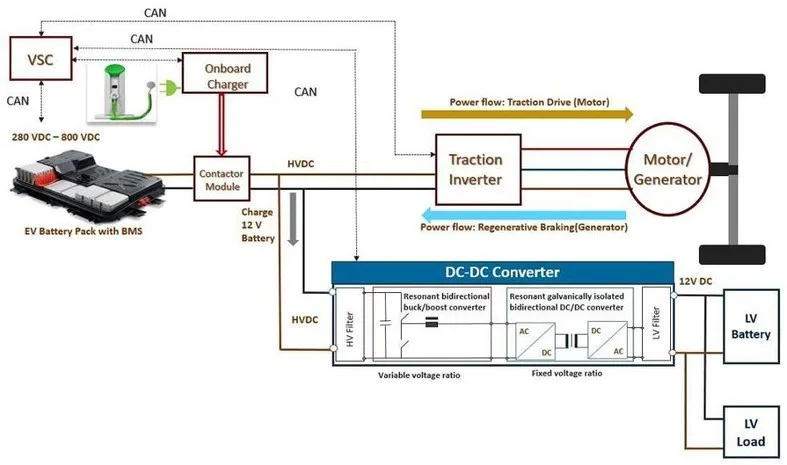 CAN
CAN
VSC
Onboard
Charger
CAN
CAN
Power flow: Traction Drive (Motor)
280 VDC – 800 VDC
HVDC
Traction
Inverter
Motor/
Generator
Contactor
Module
Charge
12 V
Battery
Power flow: Regenerative Braking(Generator)
EV Battery Pack with BMS
DC-DC Converter
12V DC
Resonant bidirectional
buck/boost converter
Resonant galvanically isolated
bidirectional DC/DC converter
HVDC
HV Filter
AC
DC
DC
AC
LV Filter
LV
Battery
Variable voltage ratio
Fixed voltage ratio
LV
Load